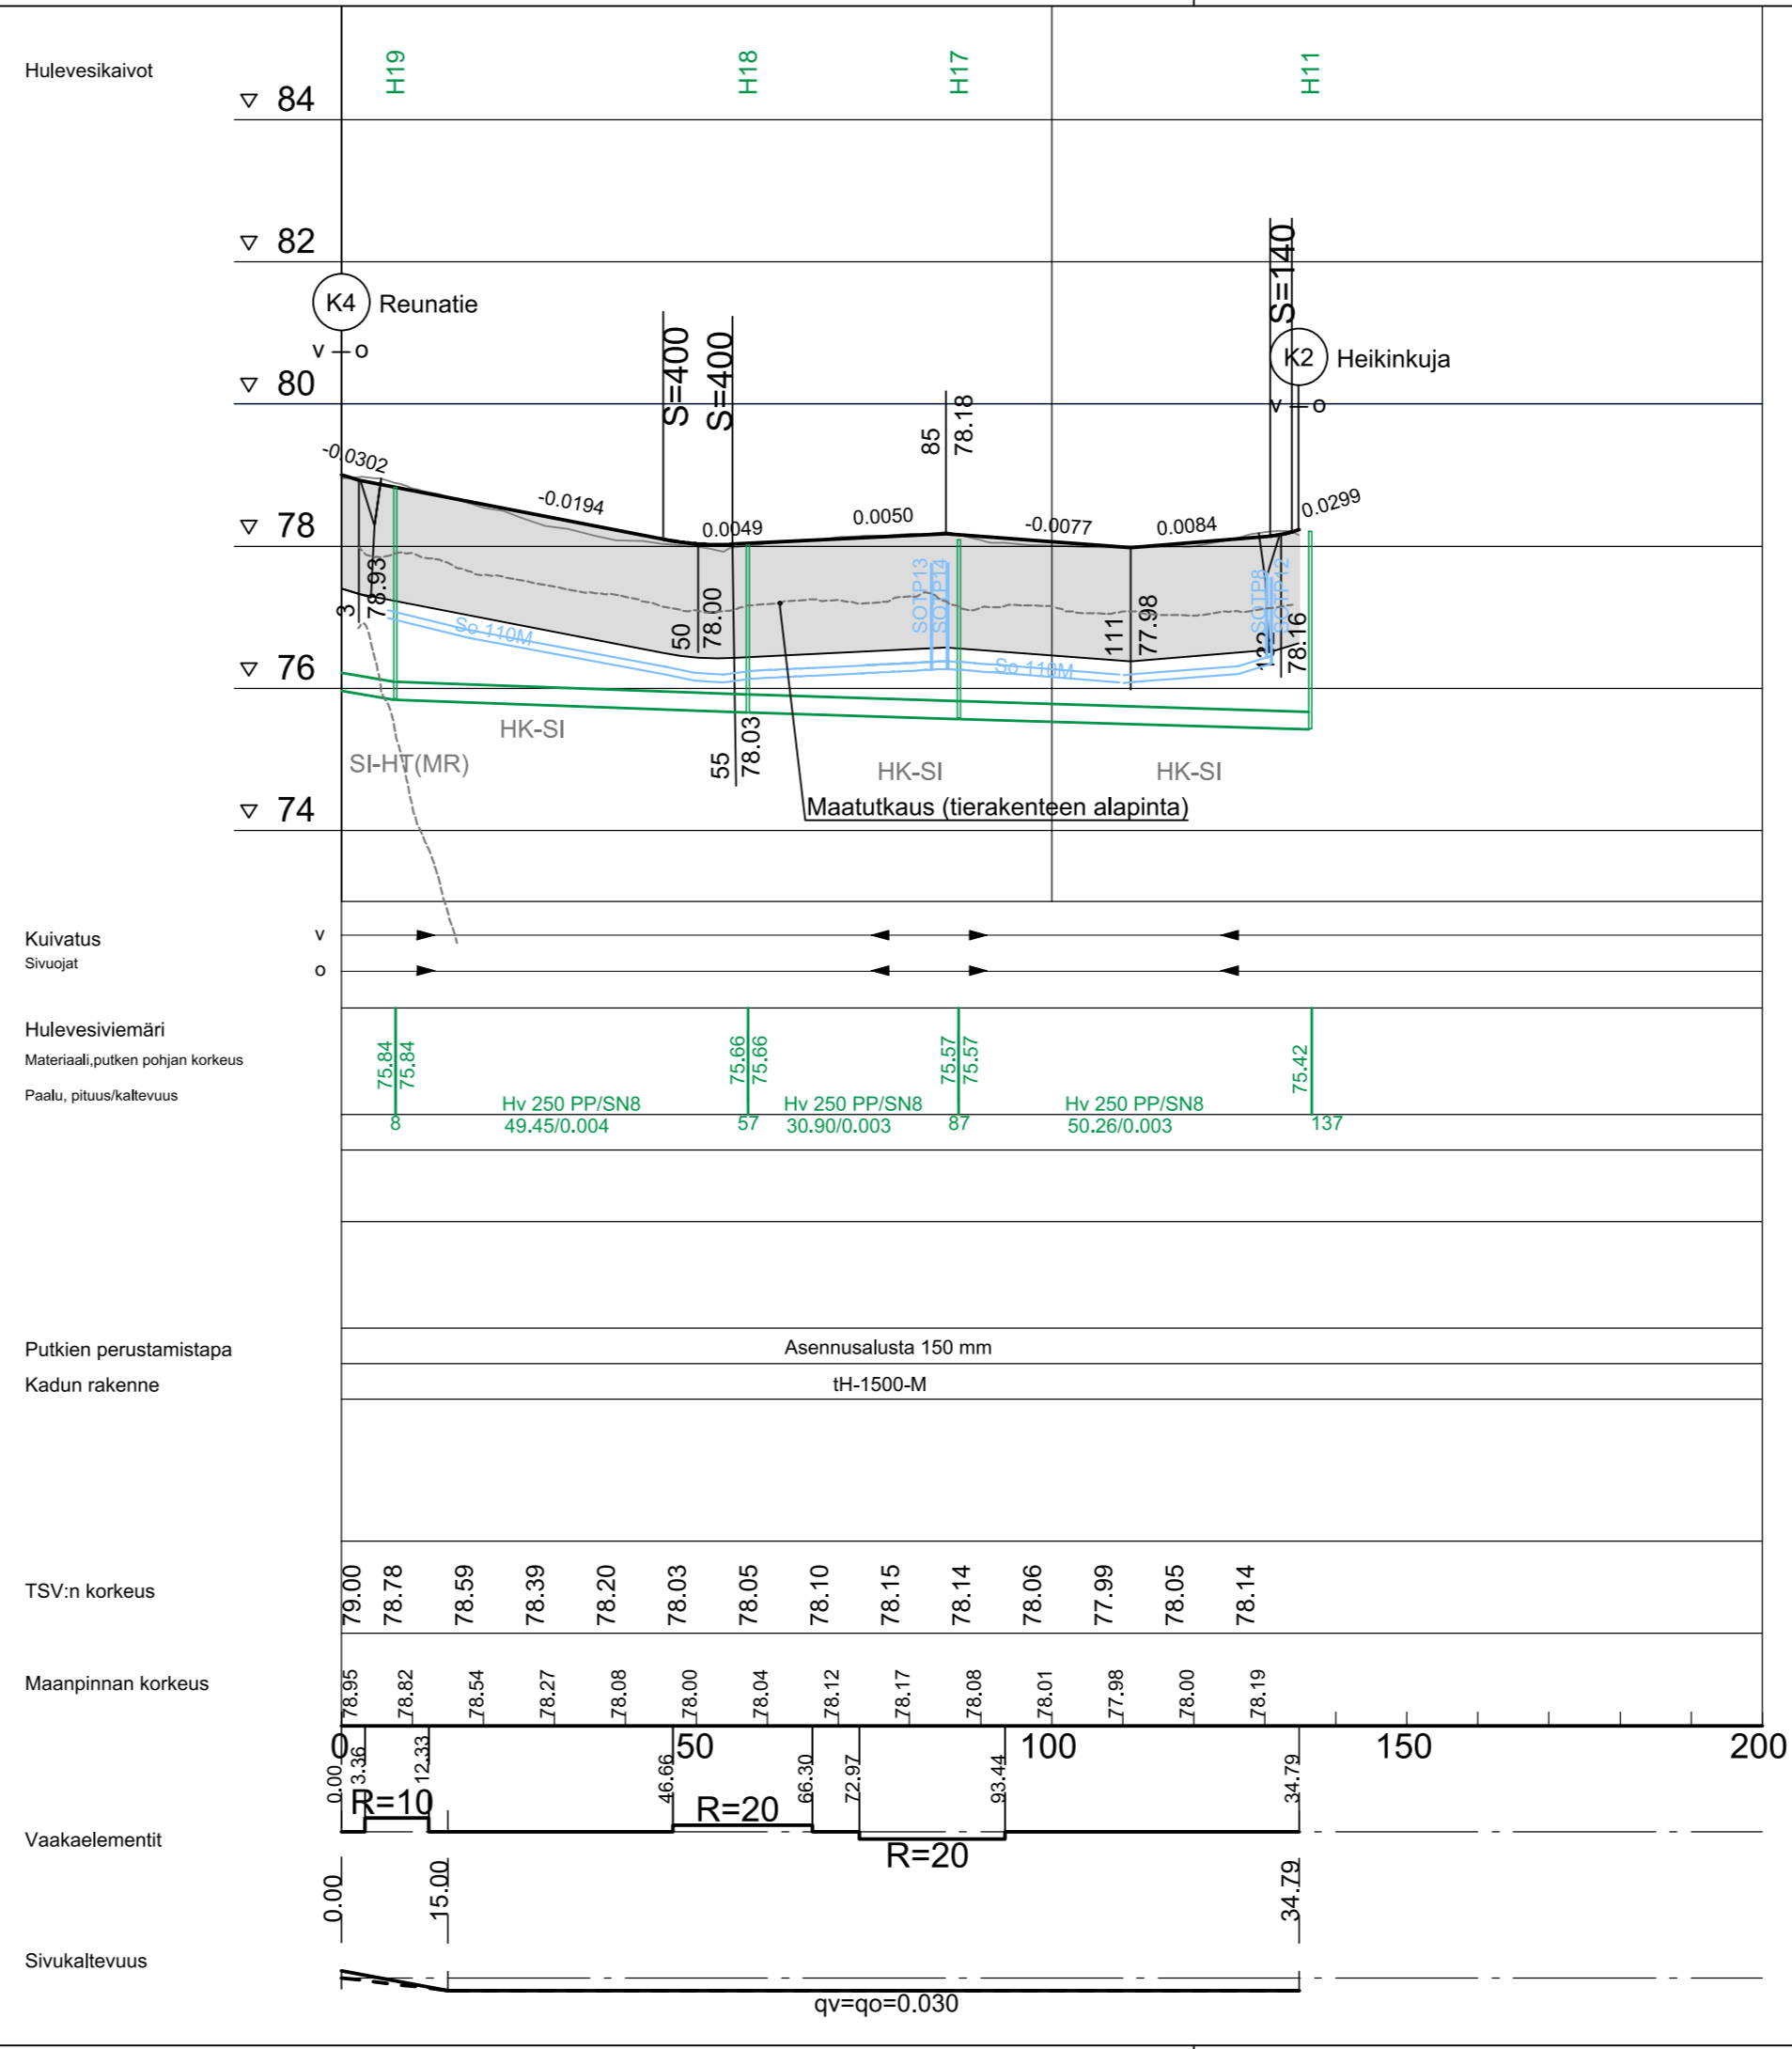 Hulevesikaivot
H19
H18
H17
H11
84
82
80
78
76
74
K4
Reunatie
v
o
K2
Heikinkuja
v
o
S=400
S=400
S=140
-0.0302
-0.0194
0.0049
0.0050
-0.0077
0.0084
0.0299
3
78.93
50
78.00
55
78.03
85
78.18
111
77.98
78.16
So 110M
So 110M
SOTP13
SOTP14
SOTP8
SOTP12
HK-SI
SI-HT(MR)
HK-SI
HK-SI
Maatutkaus (tierakenteen alapinta)
Kuivatus
Sivuojat
v
o
Hulevesiviemäri
Materiaali,putken pohjan korkeus
Paalu, pituus/kaltevuus
75.84
75.84
75.66
75.66
75.57
75.57
75.42
Hv 250 PP/SN8
Hv 250 PP/SN8
Hv 250 PP/SN8
8
49.45/0.004
57
30.90/0.003
87
50.26/0.003
137
Putkien perustamistapa
Asennusalusta 150 mm
Kadun rakenne
tH-1500-M
TSV:n korkeus
79.00
78.78
78.59
78.39
78.20
78.03
78.05
78.10
78.15
78.14
78.06
77.99
78.05
78.14
Maanpinnan korkeus
78.95
78.82
78.54
78.27
78.08
78.00
78.04
78.12
78.17
78.08
78.01
77.98
78.00
78.19
0
50
100
150
200
0.00
3.36
12.33
46.66
66.30
72.97
93.44
34.79
R=10
R=20
R=20
Vaakaelementit
0.00
15.00
34.79
Sivukaltevuus
qv=qo=0.030